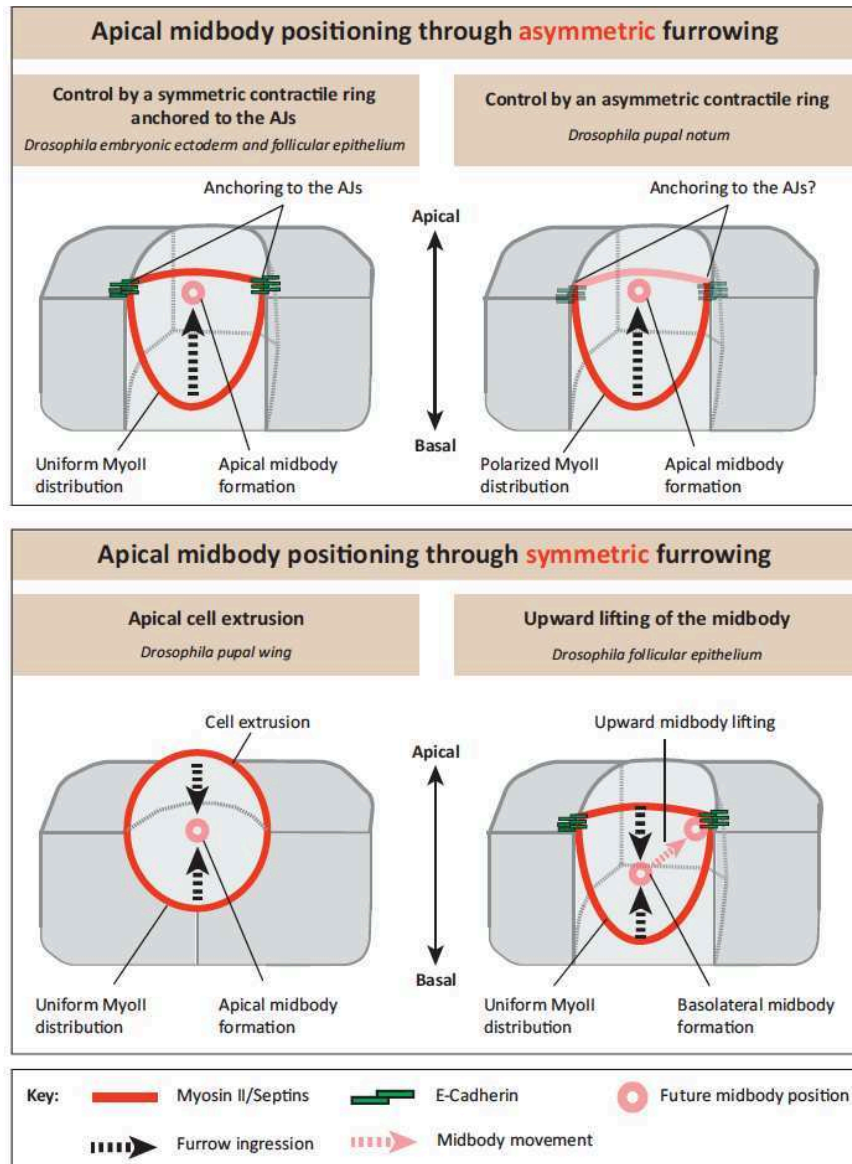 Apical midbody positioning through asymmetric furrowing
Control by a symmetric contractile ring
anchored to the AJs
Drosophila embryonic ectoderm and follicular epithelium
Control by an asymmetric contractile ring
Drosophila pupal notum
Anchoring to the AJs
Anchoring to the AJs?
Apical
Basal
Uniform MyoII
distribution
Apical midbody
formation
Polarized MyoII
distribution
Apical midbody
formation
Apical midbody positioning through symmetric furrowing
Apical cell extrusion
Drosophila pupal wing
Upward lifting of the midbody
Drosophila follicular epithelium
Cell extrusion
Upward midbody lifting
Apical
Basal
Uniform MyoII
distribution
Apical midbody
formation
Uniform MyoII
distribution
Basolateral midbody
formation
Key:
Myosin II/Septins
E-Cadherin
Future midbody position
Furrow ingression
Midbody movement